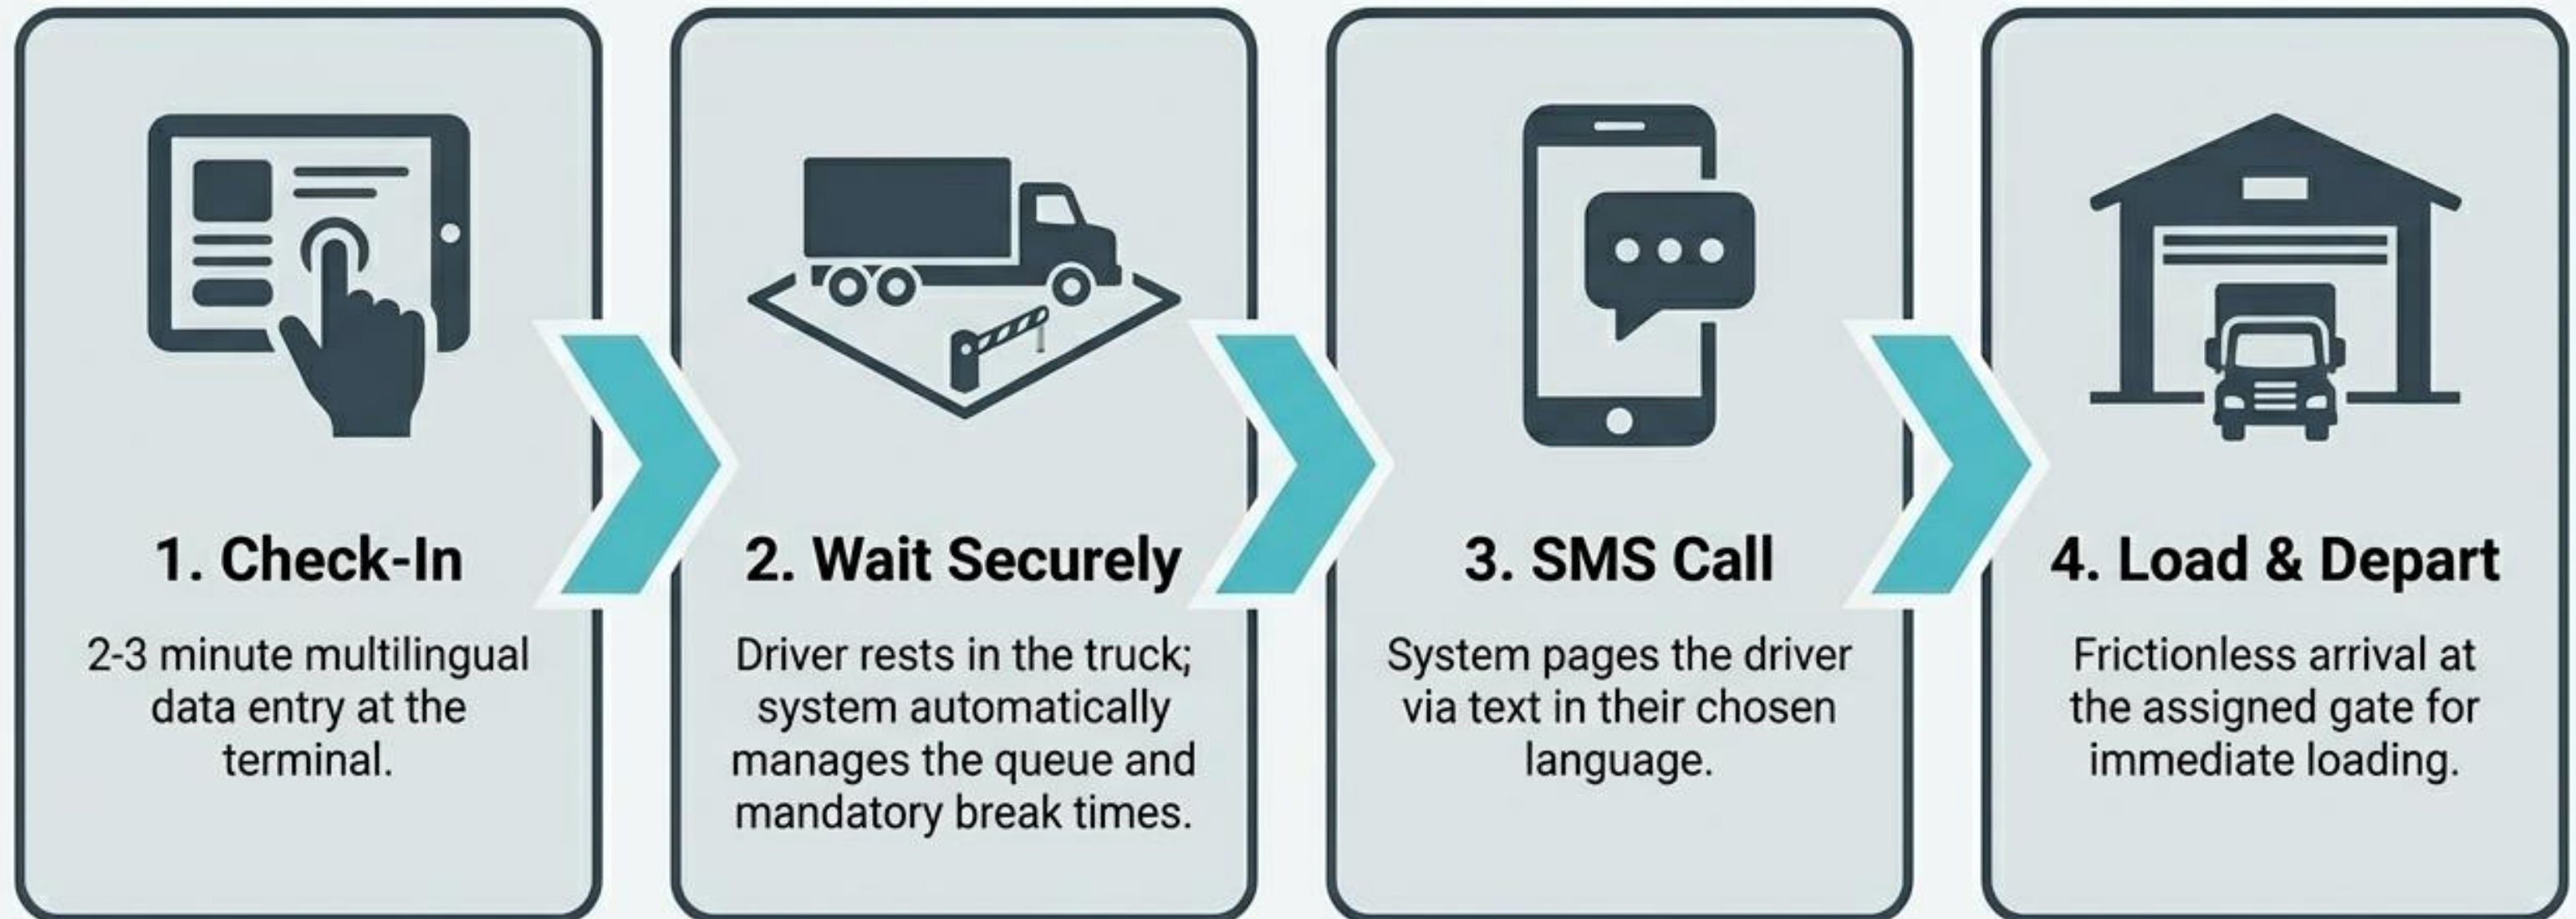 1. Check-In
2-3 minute multilingual
data entry at the
terminal.
2. Wait Securely
Driver rests in the truck;
system automatically
manages the queue and
mandatory break times.
3. SMS Call
System pages the driver
via text in their chosen
language.
4. Load & Depart
Frictionless arrival at
the assigned gate for
immediate loading.